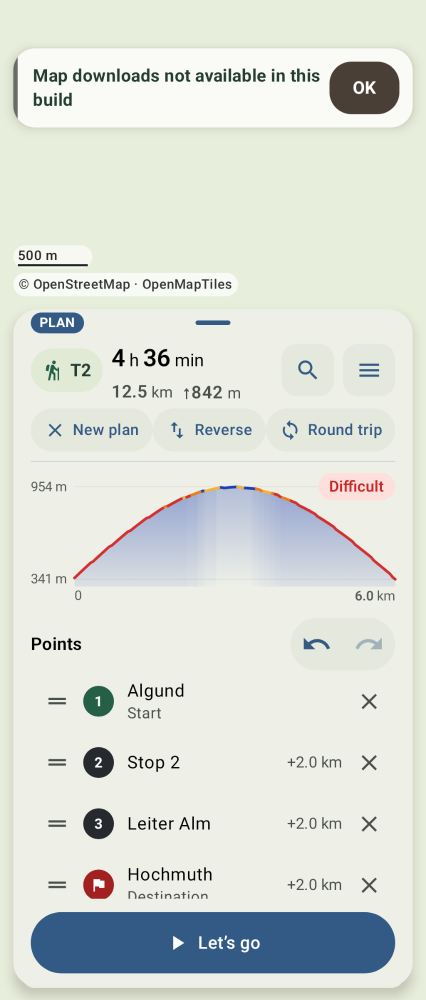 Map downloads not available in this
build
OK
500 m
© OpenStreetMap · OpenMapTiles
PLAN
T2
4 h 36 min
12.5 km ↑842 m
New plan
Reverse
Round trip
954 m
Difficult
341 m
0
6.0 km
Points
1
Algund
Start
2
Stop 2
+2.0 km
3
Leiter Alm
+2.0 km
Hochmuth
+2.0 km
Destination
Let's go